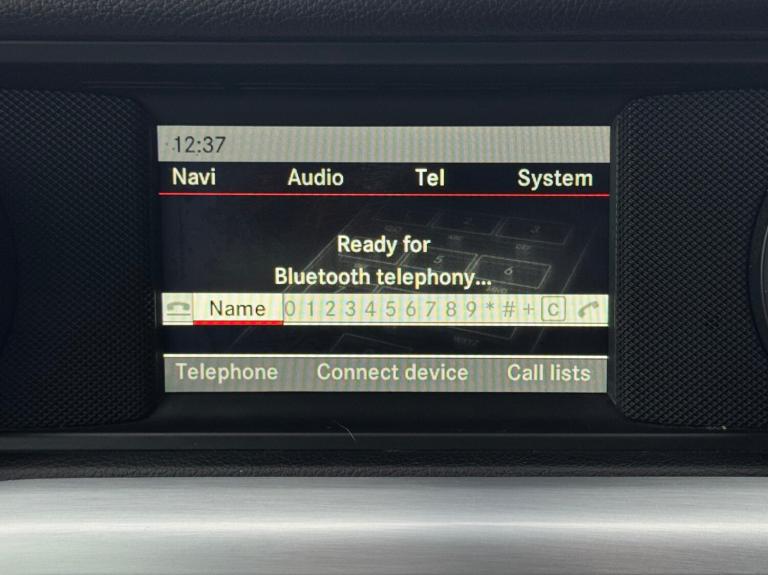 12:37
Navi Audio Tel System
Ready for
Bluetooth telephony...
Name 0 1 2 3 4 5 6 7 8 9 * # + C
Telephone Connect device Call lists